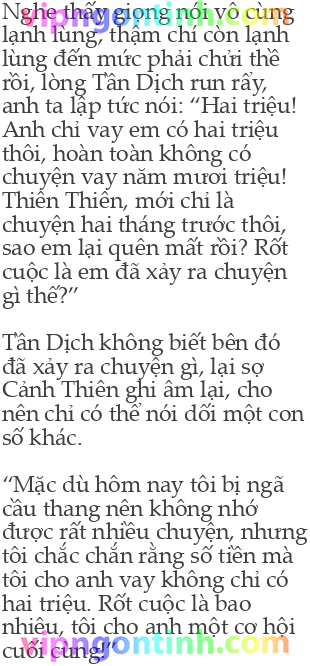 Nghe thấy giọng nói vô cùng
vipngontinh.com
lạnh lùng, thậm chí còn lạnh
lùng đến mức phải chửi thề
rồi, lòng Tần Dịch run rẩy,
anh ta lập tức nói: “Hai triệu!
Anh chỉ vay em có hai triệu
thôi, hoàn toàn không có
chuyện vay năm mươi triệu!
Thiên Thiên, mới chỉ là
chuyện hai tháng trước thôi,
sao em lại quên mất rồi? Rốt
cuộc là em đã xảy ra chuyện
gì thế?”
Tần Dịch không biết bên đó
đã xảy ra chuyện gì, lại sợ
Cảnh Thiên ghi âm lại, cho
nên chỉ có thể nói dối một con
số khác.
“Mặc dù hôm nay tôi bị ngã
cầu thang nên không nhớ
được rất nhiều chuyện, nhưng
tôi chắc chắn rằng số tiền mà
tôi cho anh vay không chỉ có
hai triệu. Rốt cuộc là bao
nhiêu, tôi cho anh một cơ hội
vipngontinh.com
cuối cùng!”